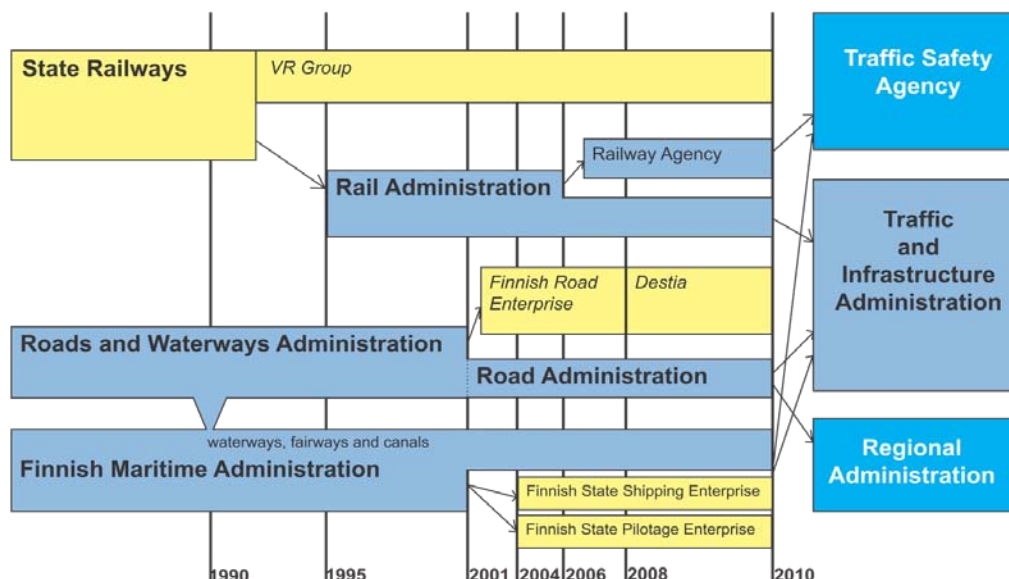 State Railways
VR Group
Traffic Safety
Agency
Railway Agency
Rail Administration
Traffic
and
Infrastructure
Administration
Finnish Road
Enterprise
Destia
Roads and Waterways Administration
Road Administration
waterways, fairways and canals
Finnish Maritime Administration
Regional
Administration
Finnish State Shipping Enterprise
Finnish State Pilotage Enterprise
1990
1995
2001
2004
2006
2008
2010